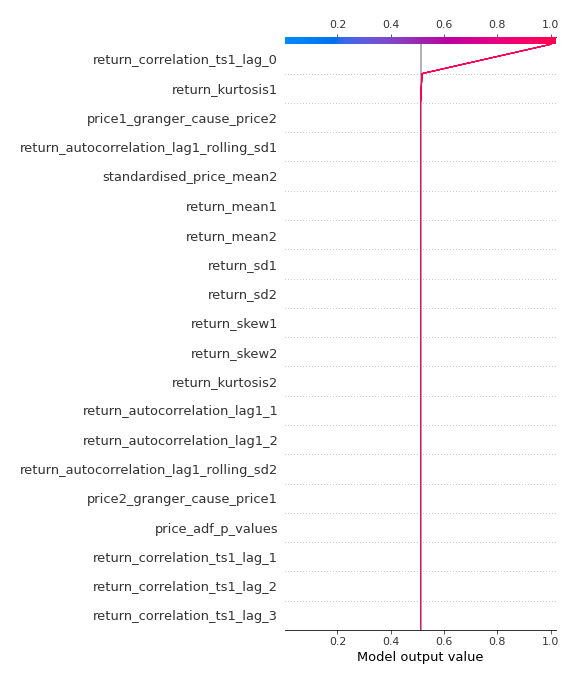 0.2 0.4 0.6 0.8 1.0
return_correlation_ts1_lag_0
return_kurtosis1
price1_granger_cause_price2
return_autocorrelation_lag1_rolling_sd1
standardised_price_mean2
return_mean1
return_mean2
return_sd1
return_sd2
return_skew1
return_skew2
return_kurtosis2
return_autocorrelation_lag1_1
return_autocorrelation_lag1_2
return_autocorrelation_lag1_rolling_sd2
price2_granger_cause_price1
price_adf_p_values
return_correlation_ts1_lag_1
return_correlation_ts1_lag_2
return_correlation_ts1_lag_3
0.2 0.4 0.6 0.8 1.0
Model output value